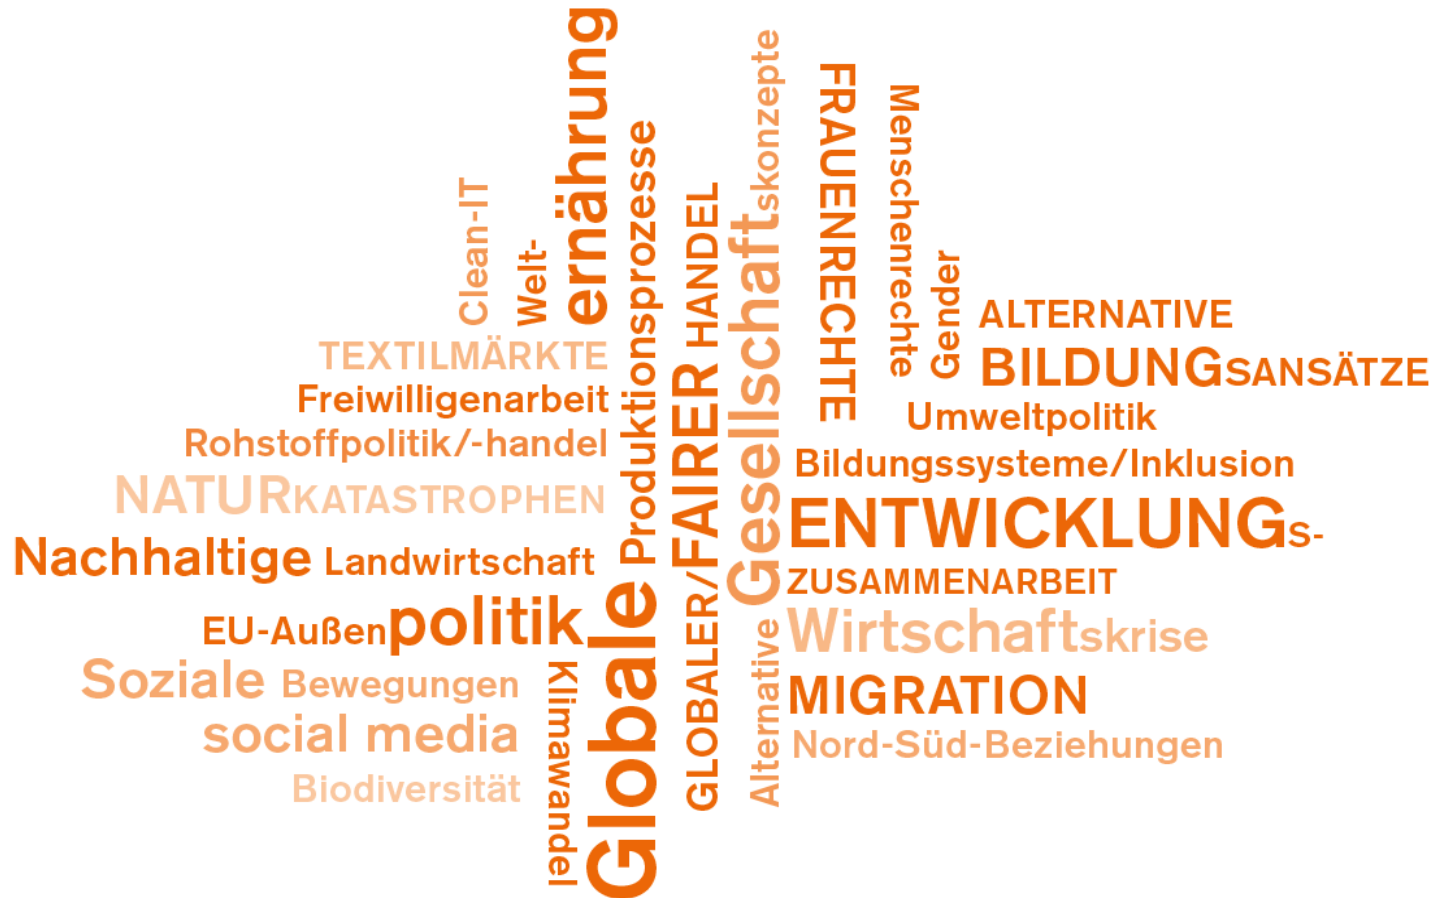 Clean-IT
Welt-
ernährung
TEXTILMÄRKTE
Freiwilligenarbeit
Rohstoffpolitik/-handel
NATURKATASTROPHEN
Nachhaltige Landwirtschaft
EU-Außenpolitik
Soziale Bewegungen
social media
Biodiversität
Klimawandel
Globale Produktionsprozesse
GLOBALER/FAIRER HANDEL
Alternative Gesellschaftskonzepte
FRAUENRECHTE
Menschenrechte
Gender
ALTERNATIVE
BILDUNGSANSÄTZE
Umweltpolitik
Bildungssysteme/Inklusion
ENTWICKLUNGS-
ZUSAMMENARBEIT
Wirtschaftskrise
MIGRATION
Nord-Süd-Beziehungen